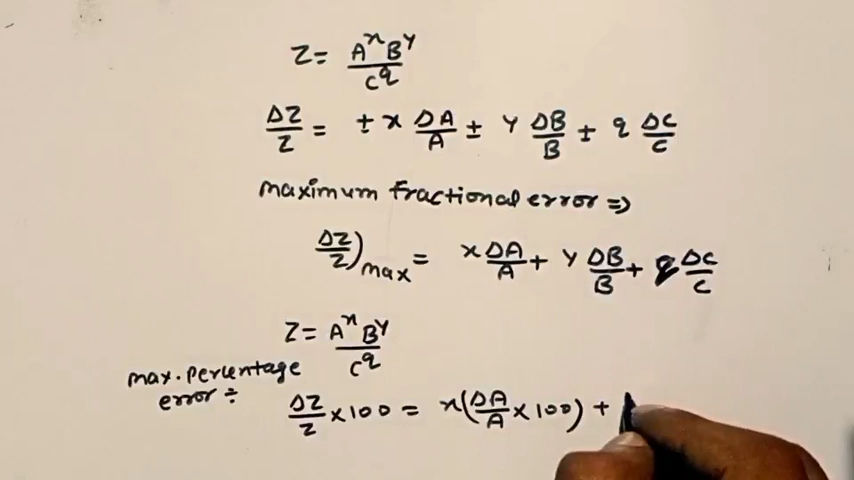 Z = A^x B^y / C^q
ΔZ/Z = ± x ΔA/A ± y ΔB/B ± q ΔC/C
maximum fractional error ⇒
ΔZ/Z)max = x ΔA/A + y ΔB/B + q ΔC/C
Z = A^x B^y / C^q
max. percentage
error ÷
ΔZ/Z × 100 = x(ΔA/A × 100) +